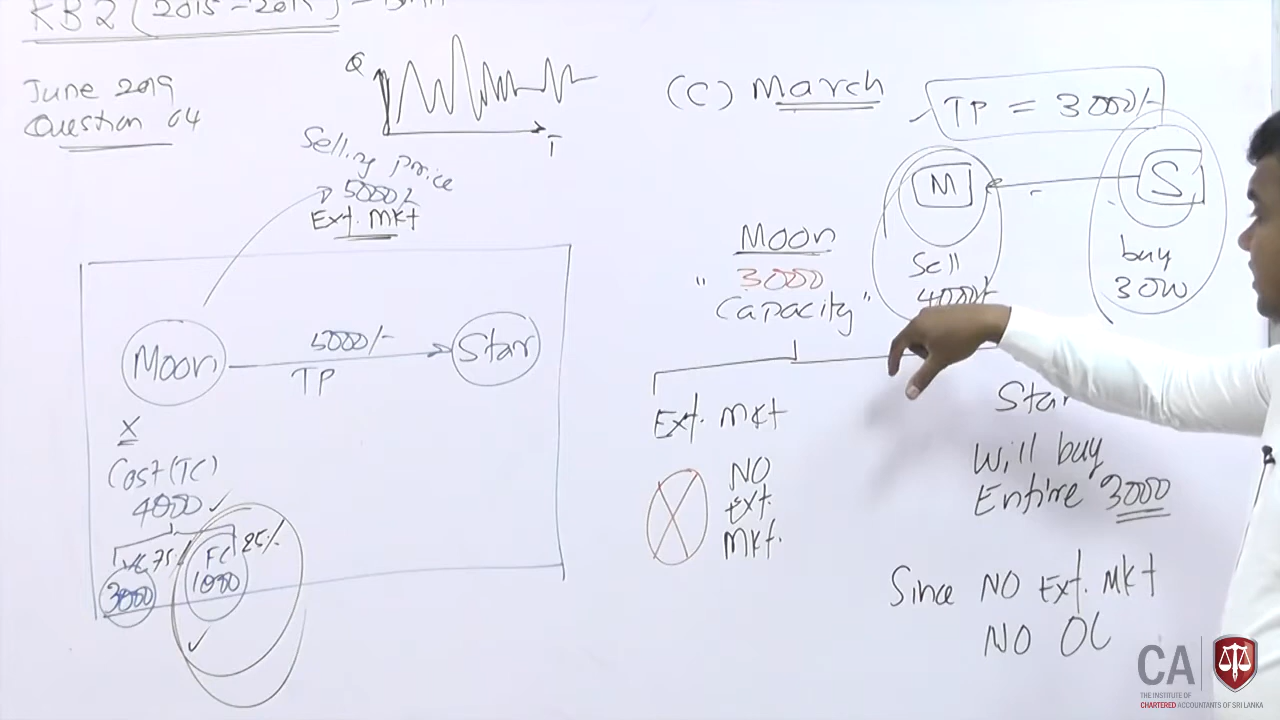 KB2 (2015-201
June 2019
Question 04
Q
T
Selling price
5000/-
Ext. Mkt
Moon
5000/-
TP
Star
X
Cost (TC)
4000 ✓
VC 75%
FC
25%
3000
1000
✓
(C) March
TP = 3000/-
M
S
Sell
4000/-
buy
3000
Moon
" 3000
Capacity"
Ext. Mkt
NO
Ext.
Mkt.
Star
Will buy
Entire 3000
Since NO Ext. Mkt
NO OC
CA
THE INSTITUTE OF
CHARTERED ACCOUNTANTS OF SRI LANKA